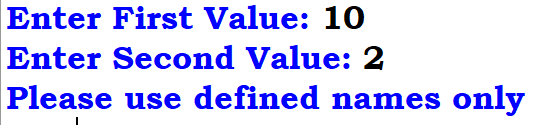 Enter First Value: 10
Enter Second Value: 2
Please use defined names only